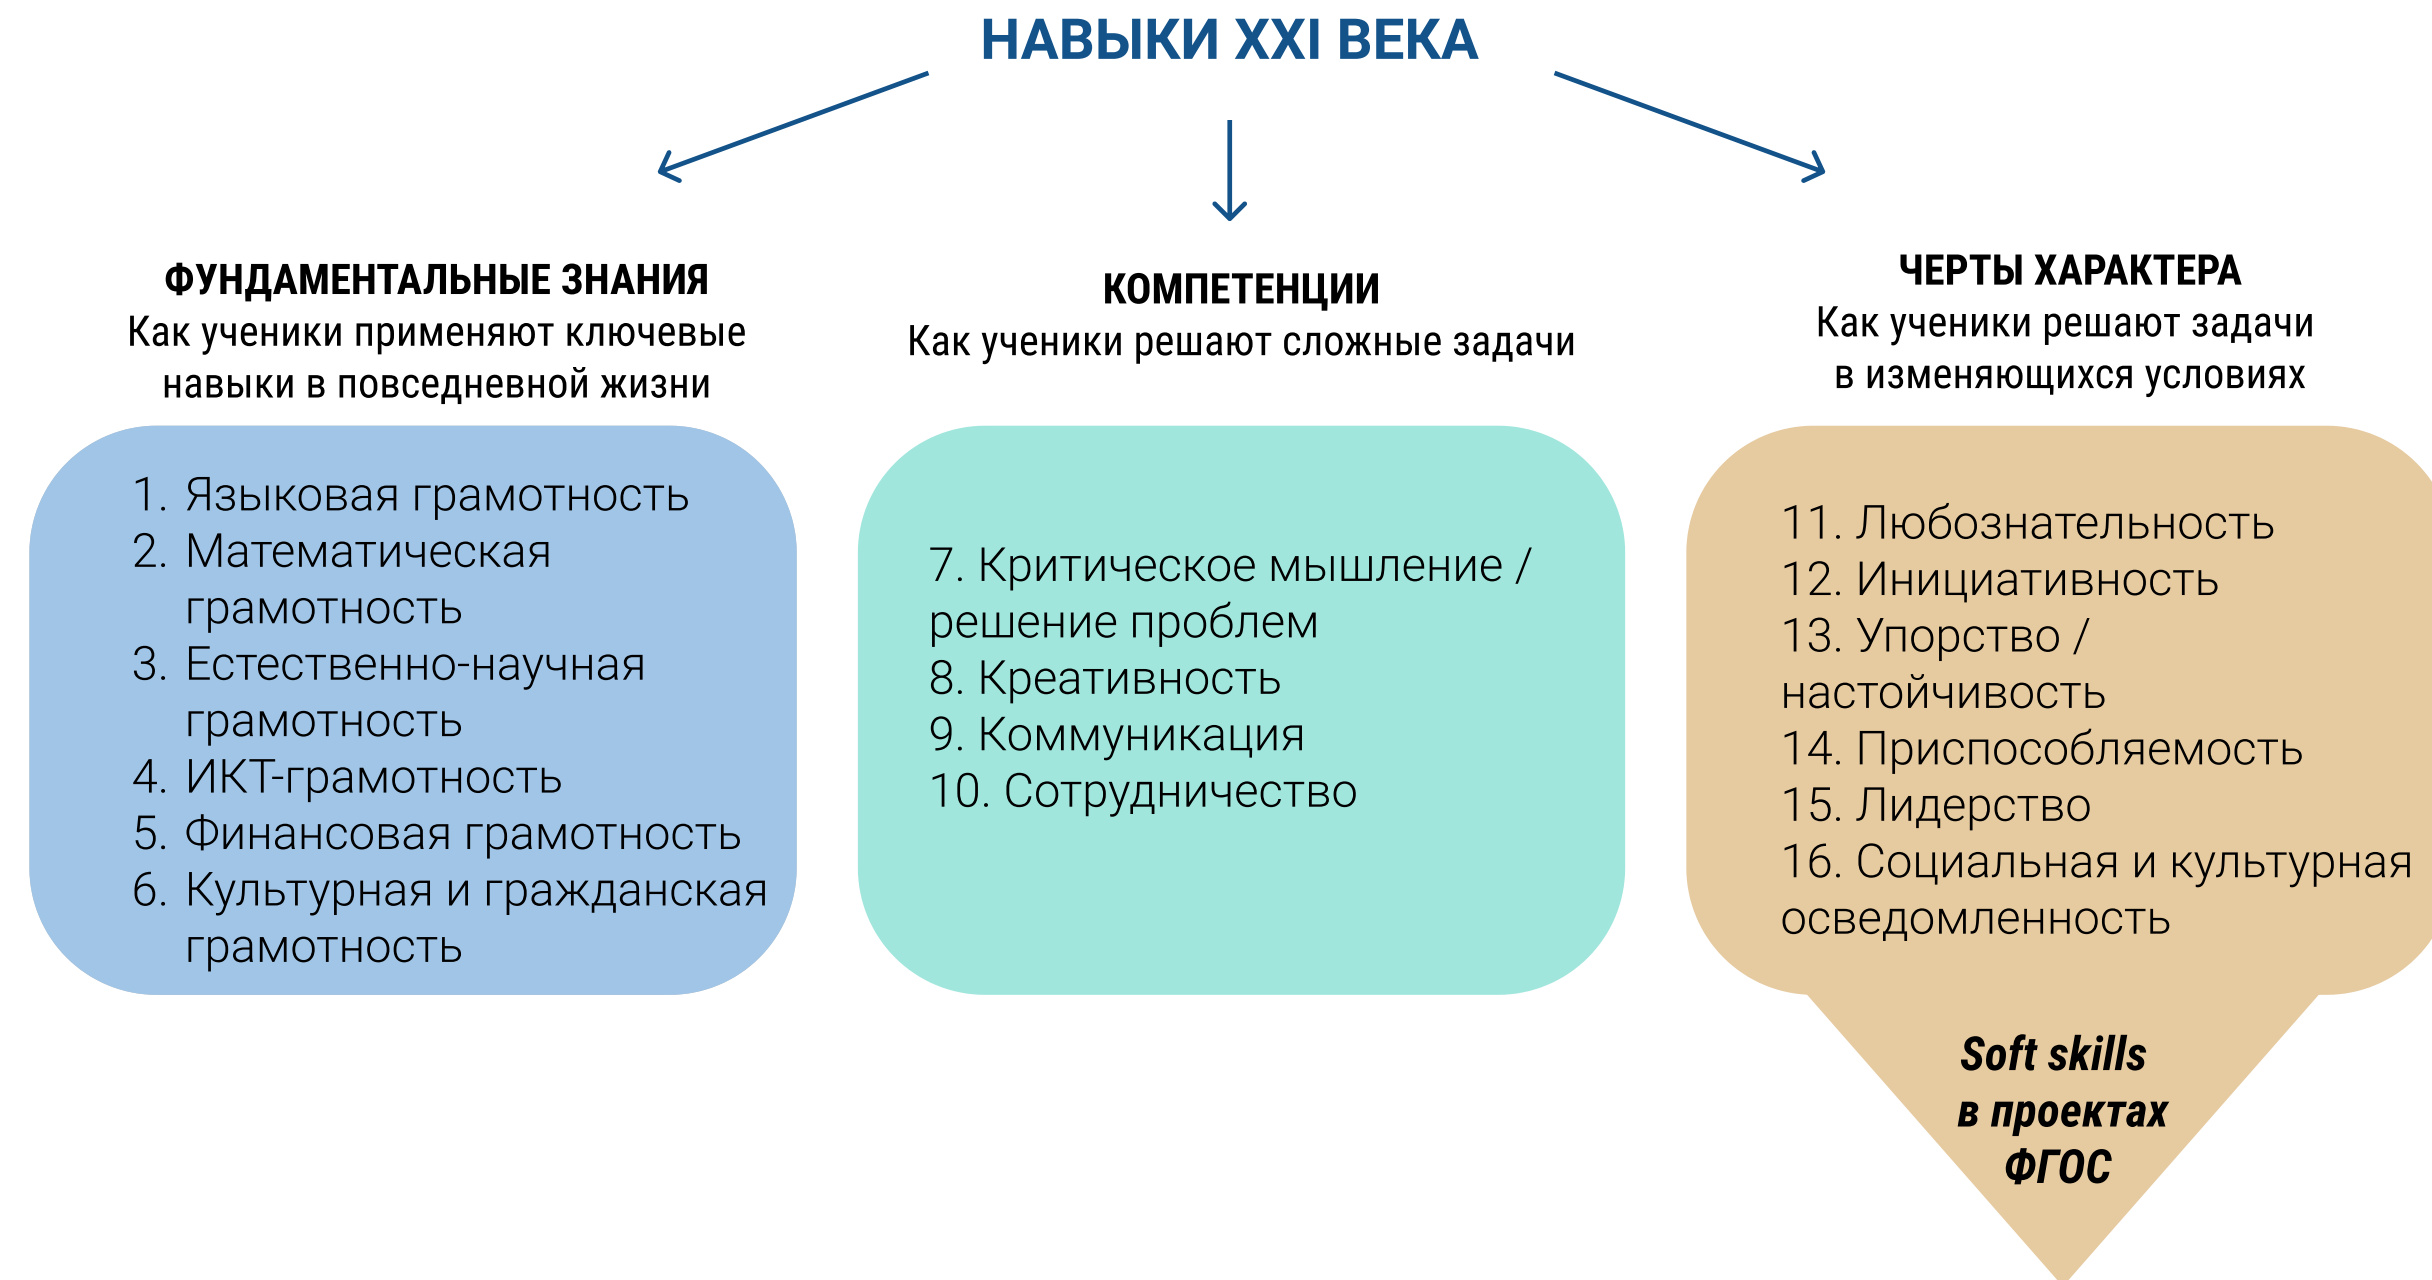 НАВЫКИ XXI ВЕКА
ФУНДАМЕНТАЛЬНЫЕ ЗНАНИЯ
Как ученики применяют ключевые
навыки в повседневной жизни
1. Языковая грамотность
2. Математическая
грамотность
3. Естественно-научная
грамотность
4. ИКТ-грамотность
5. Финансовая грамотность
6. Культурная и гражданская
грамотность
КОМПЕТЕНЦИИ
Как ученики решают сложные задачи
7. Критическое мышление /
решение проблем
8. Креативность
9. Коммуникация
10. Сотрудничество
ЧЕРТЫ ХАРАКТЕРА
Как ученики решают задачи
в изменяющихся условиях
11. Любознательность
12. Инициативность
13. Упорство /
настойчивость
14. Приспособляемость
15. Лидерство
16. Социальная и культурная
осведомленность
Soft skills
в проектах
ФГОС